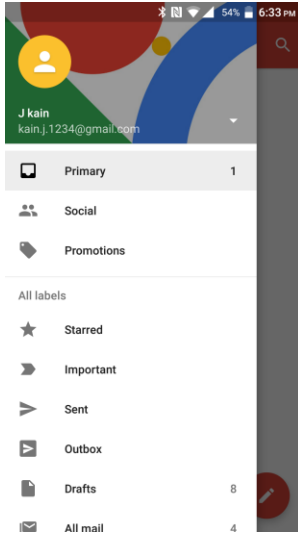 54% 6:33 PM
J kain
kain.j.1234@gmail.com
Primary 1
Social
Promotions
All labels
Starred
Important
Sent
Outbox
Drafts 8
All mail 4